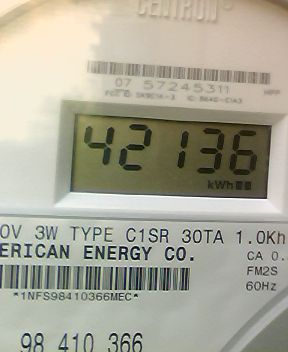 CENTRON®
07 57245311
42136
kWh
0V 3W TYPE C1SR 30TA 1.0Kh
ERICAN ENERGY CO.
CA 0.
FM2S
60Hz
*1NFS98410366MEC*
98 410 366